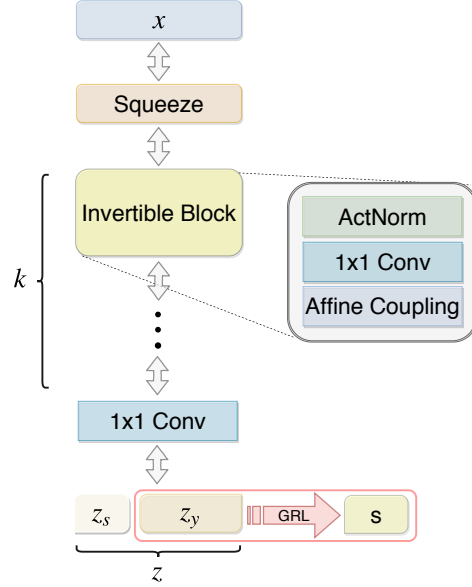 x
Squeeze
Invertible Block
k
ActNorm
1x1 Conv
Affine Coupling
1x1 Conv
z_s z_y GRL s
z